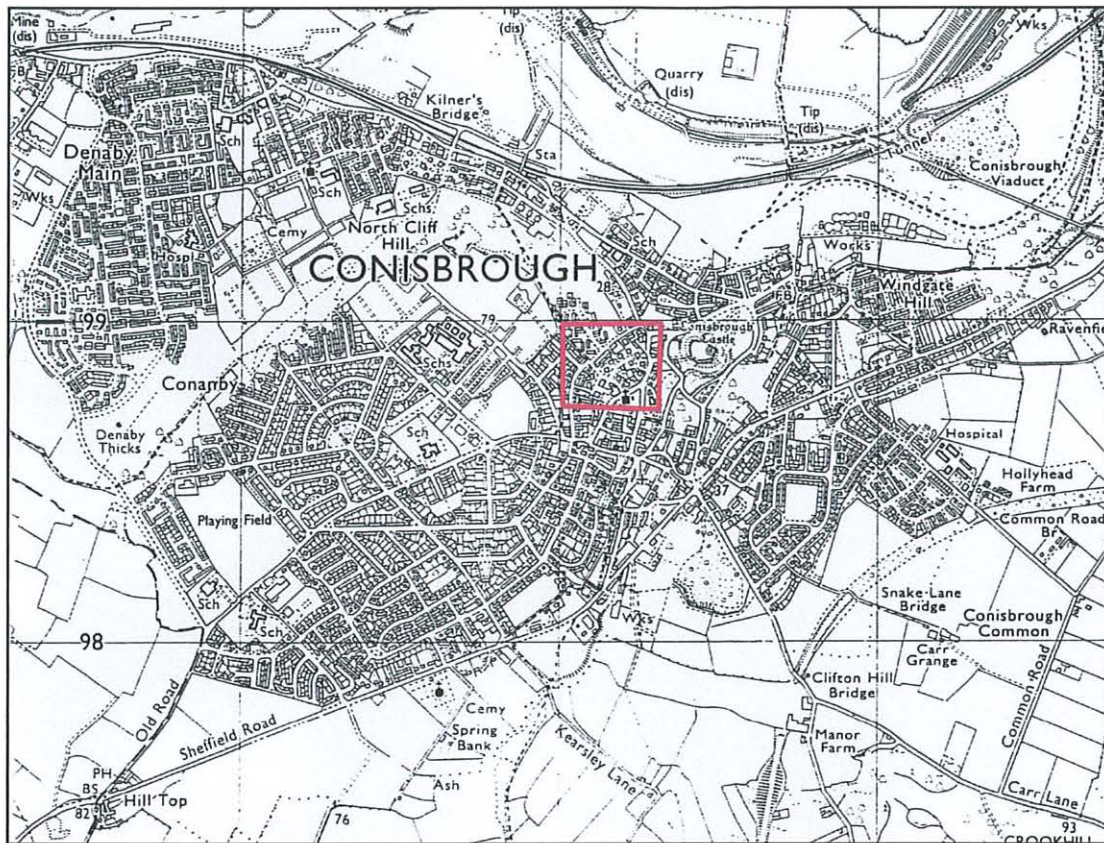 Mine
(dis)
Tip
(dis)
Wks
Quarry
(dis)
Kilner's
Bridge
Tip
(dis)
Tunnel
Sta
Sch
Denaby
Main
Conisbrough
Viaduct
Sch
Schs
Wks
Cemy
North Cliff
Hill
Sch
Works
Hospl
CONISBROUGH
28
FB
Windgate
Hill
99
79
Conisbrough
Castle
Ravenfie
Schs
Conanby
Denaby
Thicks
Sch
Hospital
37
Hollyhead
Farm
Playing Field
Common Road
Br
Sch
Snake Lane
Bridge
Sch
Wks
Conisbrough
Common
98
Carr
Grange
Clifton Hill
Bridge
Old Road
Cemy
Common Road
Sheffield Road
Spring
Bank
Kearsley Lane
Manor
Farm
PH
BS
Ash
82
Hill Top
76
Carr Lane
93
CROOKHILL